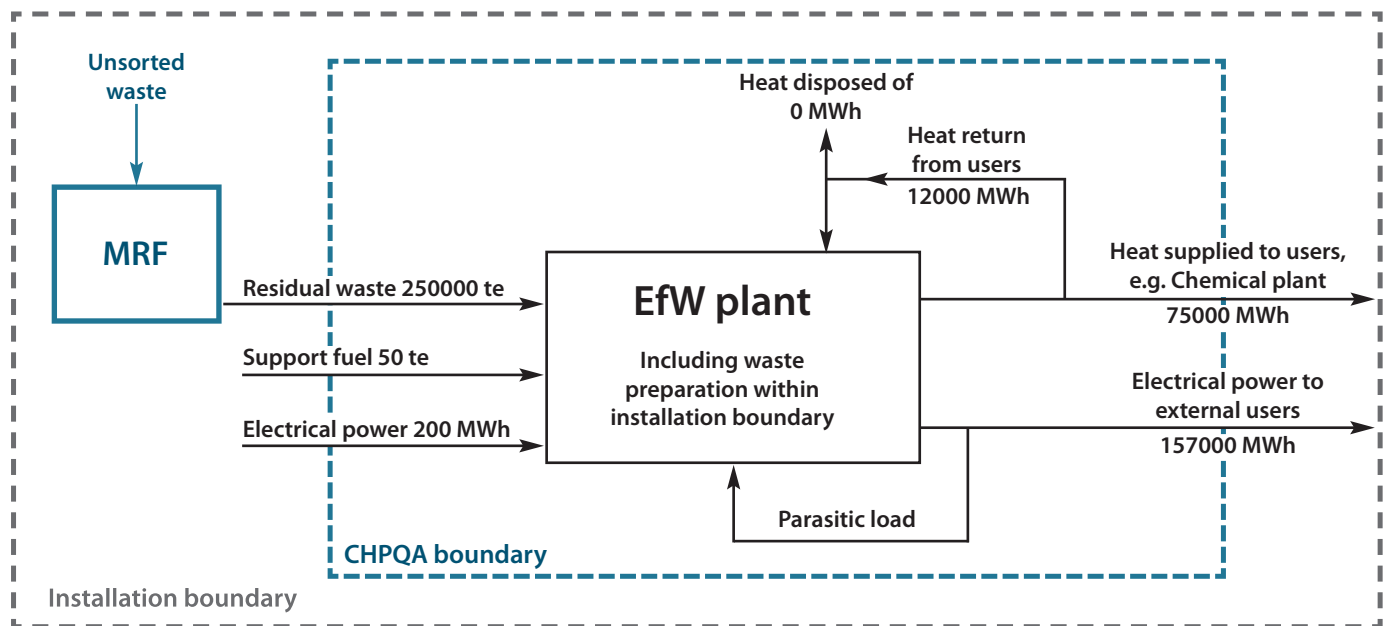 Unsorted
waste
MRF
Heat disposed of
0 MWh
Heat return
from users
12000 MWh
Residual waste 250000 te
Support fuel 50 te
Electrical power 200 MWh
EfW plant
Including waste
preparation within
installation boundary
Heat supplied to users,
e.g. Chemical plant
75000 MWh
Electrical power to
external users
157000 MWh
Parasitic load
CHPQA boundary
Installation boundary